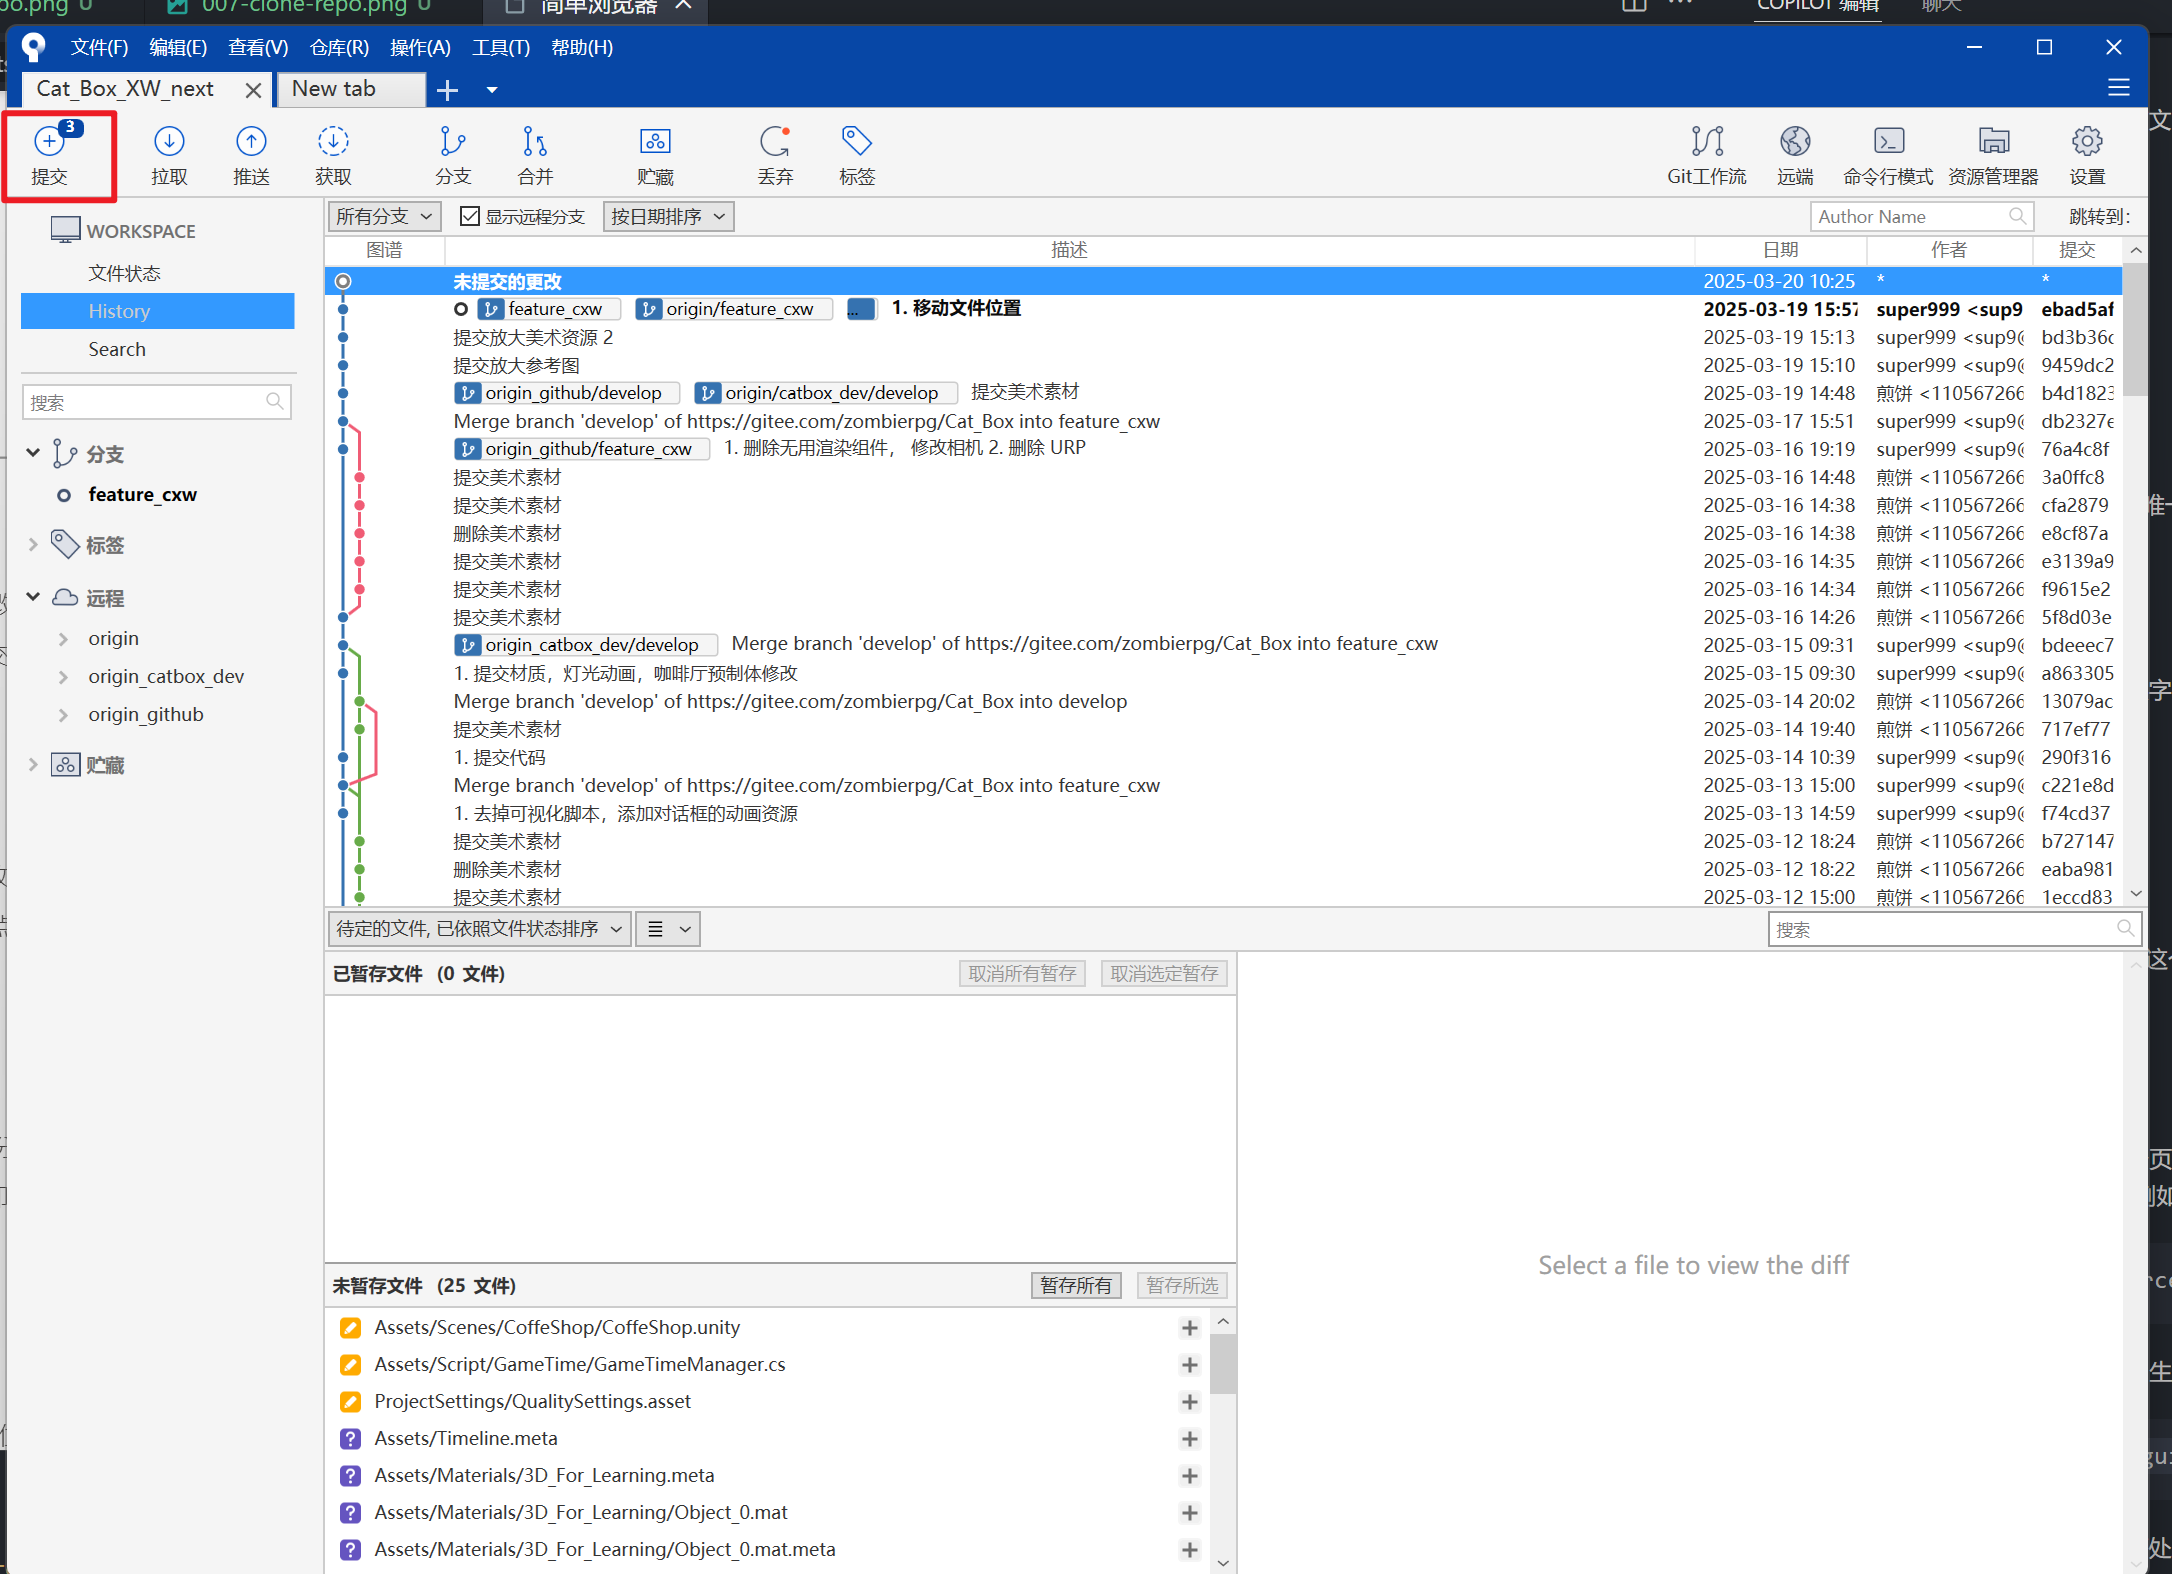 007-clone-repo.png U
简单浏览器
COPILOT 编辑
聊天
文件(F) 编辑(E) 查看(V) 仓库(R) 操作(A) 工具(T) 帮助(H)
Cat_Box_XW_next
New tab
3
提交 拉取 推送 获取 分支 合并 贮藏 丢弃 标签 Git工作流 远端 命令行模式 资源管理器 设置
WORKSPACE
文件状态
History
Search
搜索
分支
feature_cxw
标签
远程
origin
origin_catbox_dev
origin_github
贮藏
所有分支 显示远程分支 按日期排序 Author Name 跳转到:
图谱 描述 日期 作者 提交
未提交的更改 2025-03-20 10:25 * *
feature_cxw origin/feature_cxw ... 1. 移动文件位置 2025-03-19 15:57 super999 <sup9 ebad5af
提交放大美术资源 2 2025-03-19 15:13 super999 <sup9@ bd3b36c
提交放大参考图 2025-03-19 15:10 super999 <sup9@ 9459dc2
origin_github/develop origin/catbox_dev/develop 提交美术素材 2025-03-19 14:48 煎饼 <110567266 b4d1823
Merge branch 'develop' of https://gitee.com/zombierpg/Cat_Box into feature_cxw 2025-03-17 15:51 super999 <sup9@ db2327e
origin_github/feature_cxw 1. 删除无用渲染组件， 修改相机 2. 删除 URP 2025-03-16 19:19 super999 <sup9@ 76a4c8f
提交美术素材 2025-03-16 14:48 煎饼 <110567266 3a0ffc8
提交美术素材 2025-03-16 14:38 煎饼 <110567266 cfa2879
删除美术素材 2025-03-16 14:38 煎饼 <110567266 e8cf87a
提交美术素材 2025-03-16 14:35 煎饼 <110567266 e3139a9
提交美术素材 2025-03-16 14:34 煎饼 <110567266 f9615e2
提交美术素材 2025-03-16 14:26 煎饼 <110567266 5f8d03e
origin_catbox_dev/develop Merge branch 'develop' of https://gitee.com/zombierpg/Cat_Box into feature_cxw 2025-03-15 09:31 super999 <sup9@ bdeeec7
1. 提交材质，灯光动画，咖啡厅预制体修改 2025-03-15 09:30 super999 <sup9@ a863305
Merge branch 'develop' of https://gitee.com/zombierpg/Cat_Box into develop 2025-03-14 20:02 煎饼 <110567266 13079ac
提交美术素材 2025-03-14 19:40 煎饼 <110567266 717ef77
1. 提交代码 2025-03-14 10:39 super999 <sup9@ 290f316
Merge branch 'develop' of https://gitee.com/zombierpg/Cat_Box into feature_cxw 2025-03-13 15:00 super999 <sup9@ c221e8d
1. 去掉可视化脚本，添加对话框的动画资源 2025-03-13 14:59 super999 <sup9@ f74cd37
提交美术素材 2025-03-12 18:24 煎饼 <110567266 b727147
删除美术素材 2025-03-12 18:22 煎饼 <110567266 eaba981
提交美术素材 2025-03-12 15:00 煎饼 <110567266 1eccd83
待定的文件, 已依照文件状态排序 搜索
已暂存文件 (0 文件) 取消所有暂存 取消选定暂存
未暂存文件 (25 文件) 暂存所有 暂存所选
Assets/Scenes/CoffeShop/CoffeShop.unity
Assets/Script/GameTime/GameTimeManager.cs
ProjectSettings/QualitySettings.asset
Assets/Timeline.meta
Assets/Materials/3D_For_Learning.meta
Assets/Materials/3D_For_Learning/Object_0.mat
Assets/Materials/3D_For_Learning/Object_0.mat.meta
Select a file to view the diff